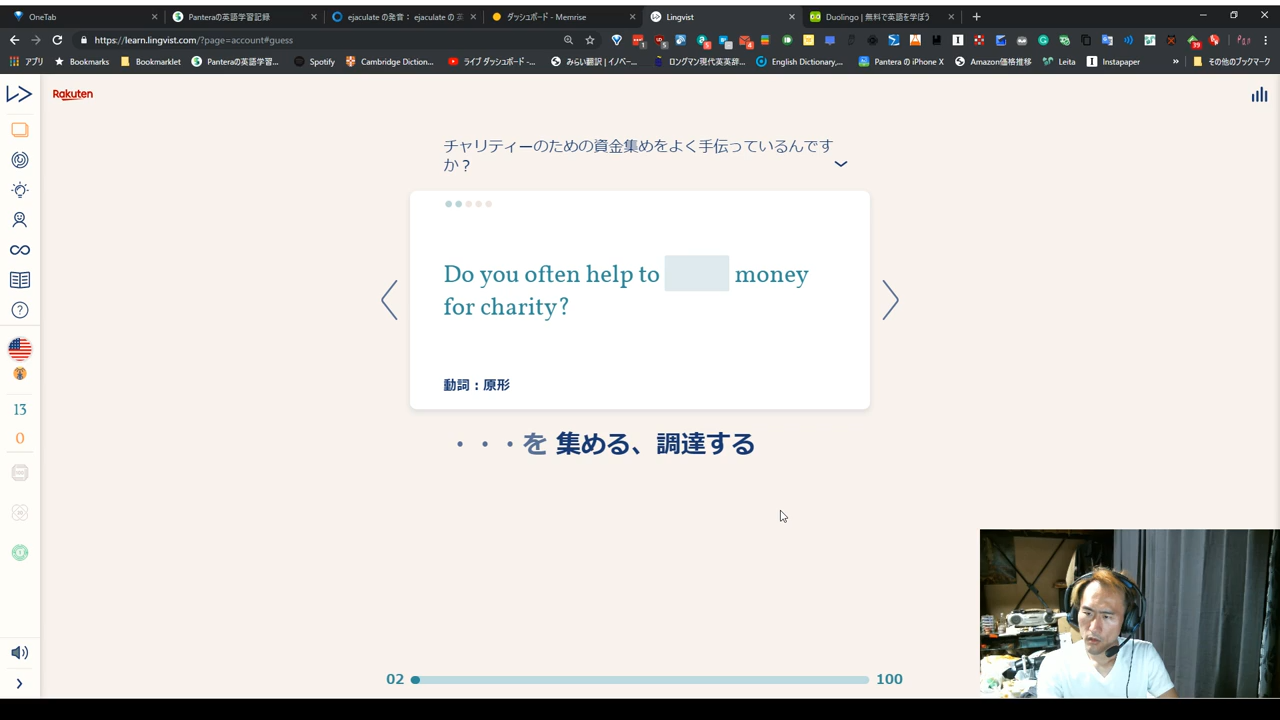 OneTab
Panteraの英語学習記録
ejaculate の発音： ejaculate の 英
ダッシュボード - Memrise
Lingvist
Duolingo | 無料で英語を学ぼう
https://learn.lingvist.com/?page=account#guess
アプリ
Bookmarks
Bookmarklet
Panteraの英語学習...
Spotify
Cambridge Diction...
ライブ ダッシュボード -...
みらい翻訳 | イノベー...
ロングマン現代英英辞...
English Dictionary,...
Pantera の iPhone X
Amazon価格推移
Leita
Instapaper
»
その他のブックマーク
Rakuten
チャリティーのための資金集めをよく手伝っているんです
か？
Do you often help to money
for charity?
動詞：原形
・・・を 集める、調達する
13
0
02
100